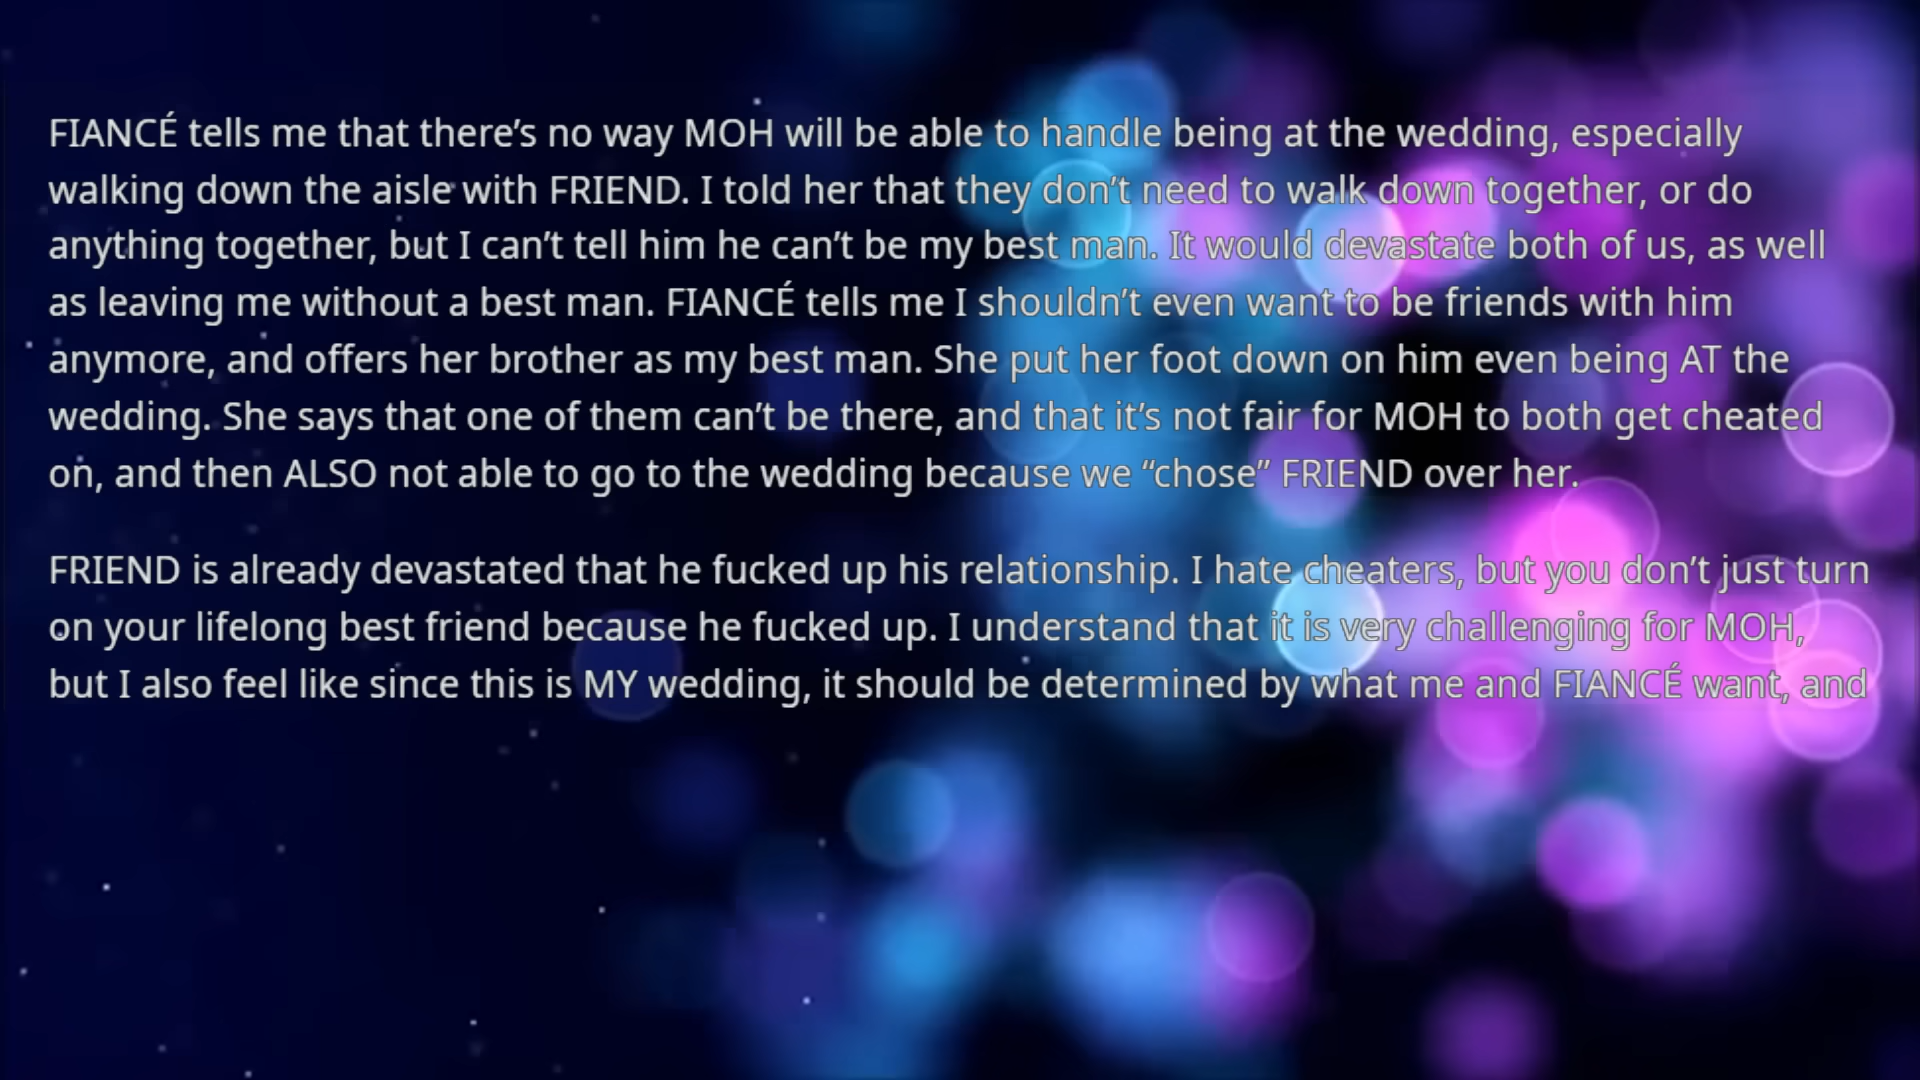 FIANCÉ tells me that there’s no way MOH will be able to handle being at the wedding, especially
walking down the aisle with FRIEND. I told her that they don’t need to walk down together, or do
anything together, but I can’t tell him he can’t be my best man. It would devastate both of us, as well
as leaving me without a best man. FIANCÉ tells me I shouldn’t even want to be friends with him
anymore, and offers her brother as my best man. She put her foot down on him even being AT the
wedding. She says that one of them can’t be there, and that it’s not fair for MOH to both get cheated
on, and then ALSO not able to go to the wedding because we “chose” FRIEND over her.
FRIEND is already devastated that he fucked up his relationship. I hate cheaters, but you don’t just turn
on your lifelong best friend because he fucked up. I understand that it is very challenging for MOH,
but I also feel like since this is MY wedding, it should be determined by what me and FIANCÉ want, and